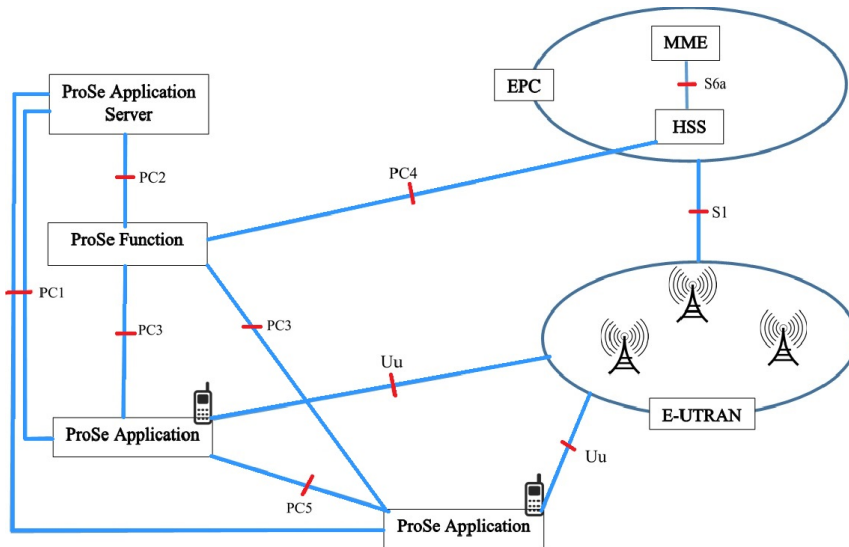 MME
EPC
S6a
ProSe Application
Server
HSS
PC2
PC4
S1
ProSe Function
PC1
PC3
PC3
Uu
ProSe Application
E-UTRAN
Uu
PC5
ProSe Application